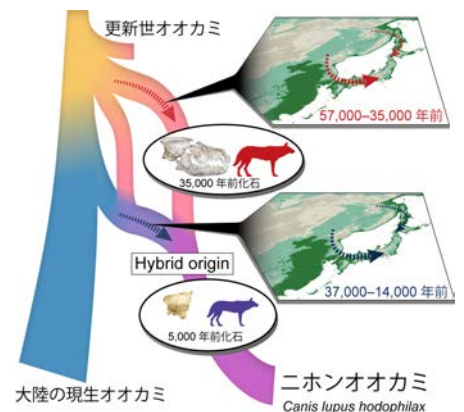 更新世オオカミ
57,000–35,000 年前
35,000 年前化石
Hybrid origin
37,000–14,000 年前
5,000 年前化石
大陸の現生オオカミ
ニホンオオカミ
Canis lupus hodophilax